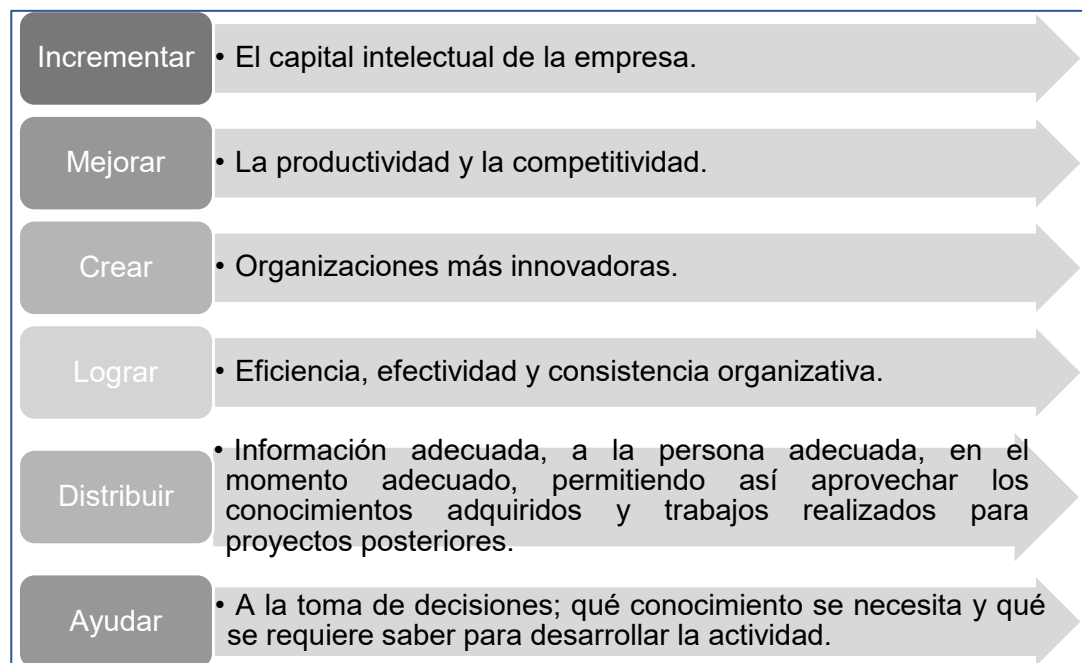 Incrementar
• El capital intelectual de la empresa.
Mejorar
• La productividad y la competitividad.
Crear
• Organizaciones más innovadoras.
Lograr
• Eficiencia, efectividad y consistencia organizativa.
Distribuir
• Información adecuada, a la persona adecuada, en el
momento adecuado, permitiendo así aprovechar los
conocimientos adquiridos y trabajos realizados para
proyectos posteriores.
Ayudar
• A la toma de decisiones; qué conocimiento se necesita y qué
se requiere saber para desarrollar la actividad.